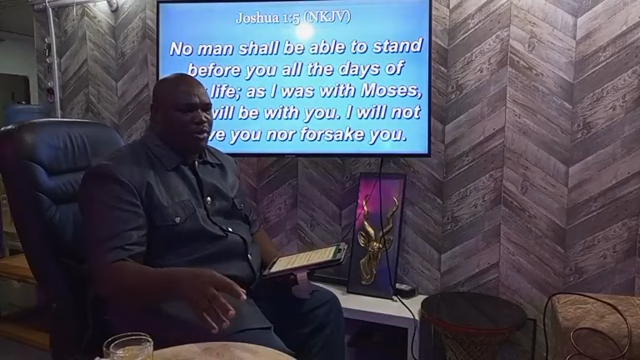 Joshua 1:5 (NKJV)
No man shall be able to stand
before you all the days of
life; as I was with Moses,
will be with you. I will not
ve you nor forsake you.